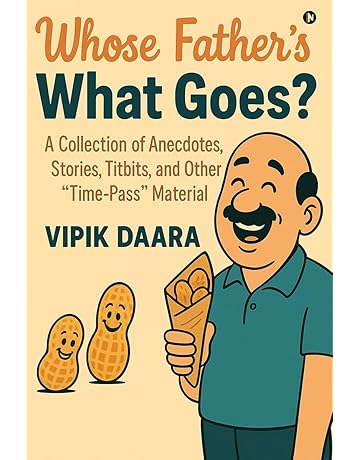 N
Whose Father's
What Goes?
A Collection of Anecdotes,
Stories, Titbits, and Other
“Time-Pass” Material
VIPIK DAARA